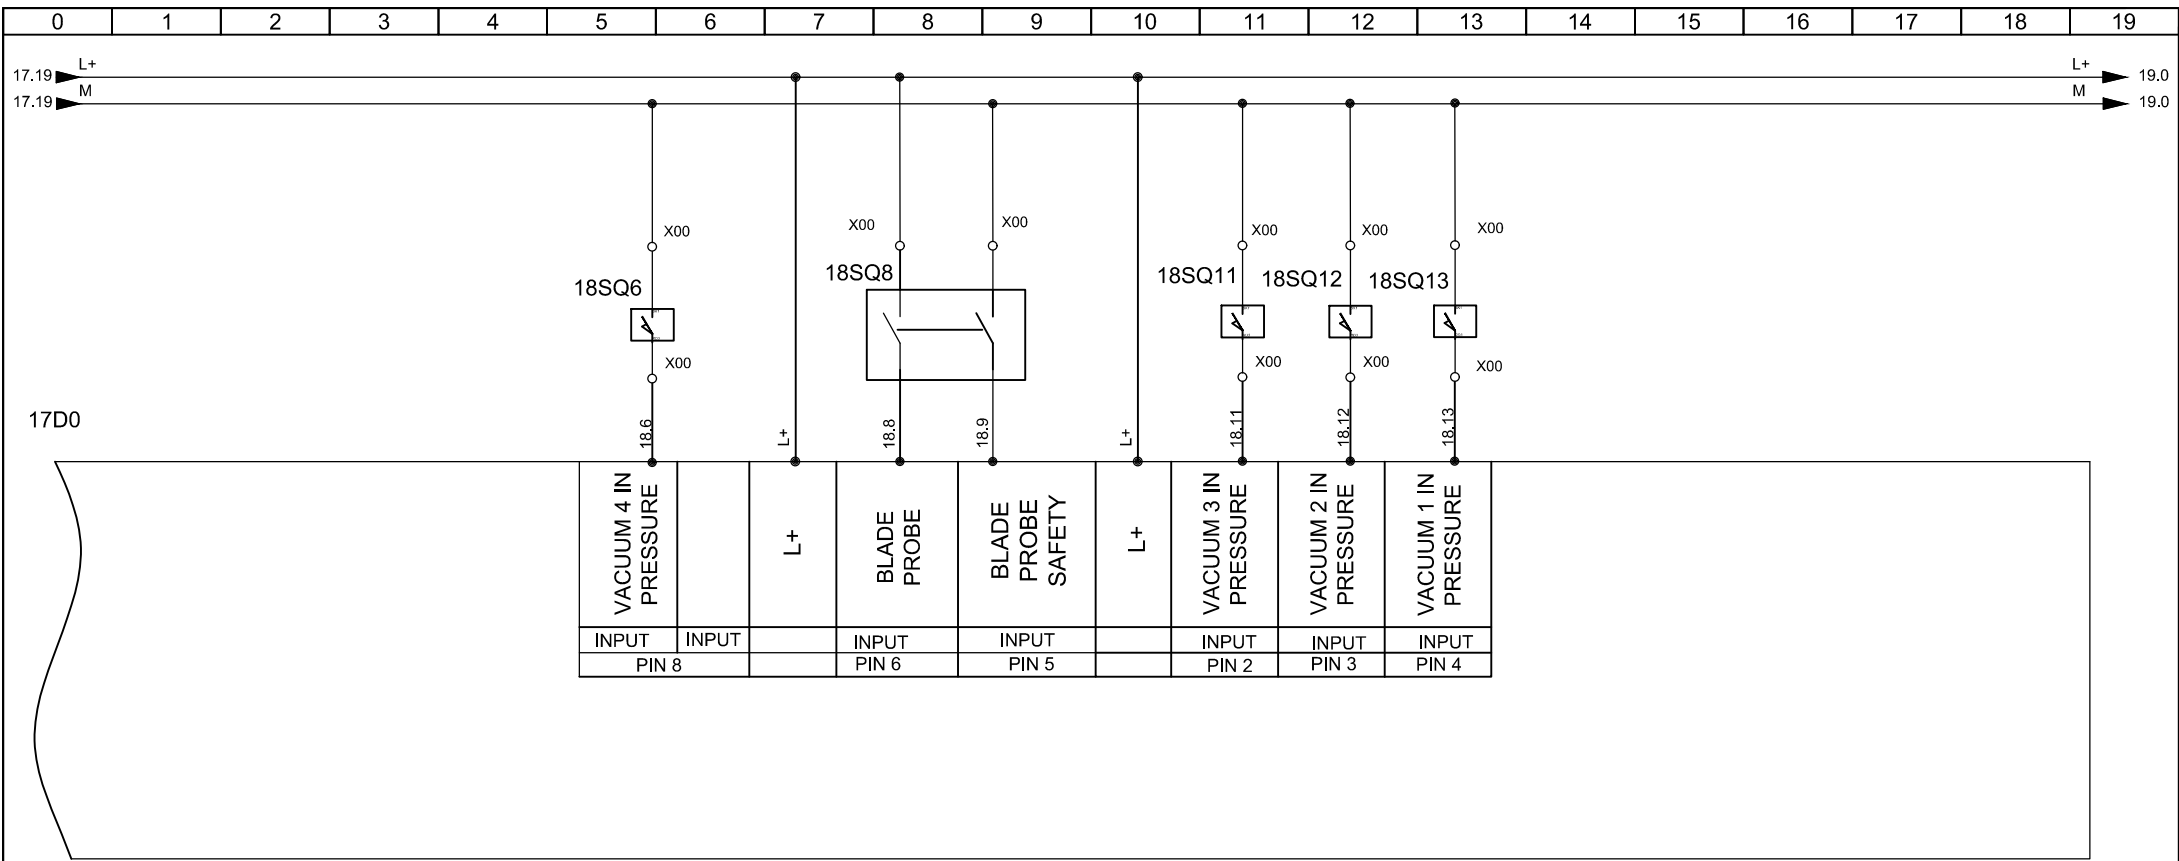 0 1 2 3 4 5 6 7 8 9 10 11 12 13 14 15 16 17 18 19
17.19 L+ L+ 19.0
17.19 M M 19.0
X00 X00 X00 X00 X00 X00
18SQ6 18SQ8 18SQ11 18SQ12 18SQ13
X00 X00 X00 X00
17D0
18.6 L+ 18.8 18.9 L+ 18.11 18.12 18.13
VACUUM 4 IN
PRESSURE
L+
BLADE
PROBE
BLADE
PROBE
SAFETY
L+
VACUUM 3 IN
PRESSURE
VACUUM 2 IN
PRESSURE
VACUUM 1 IN
PRESSURE
INPUT INPUT INPUT INPUT INPUT INPUT INPUT
PIN 8 PIN 6 PIN 5 PIN 2 PIN 3 PIN 4